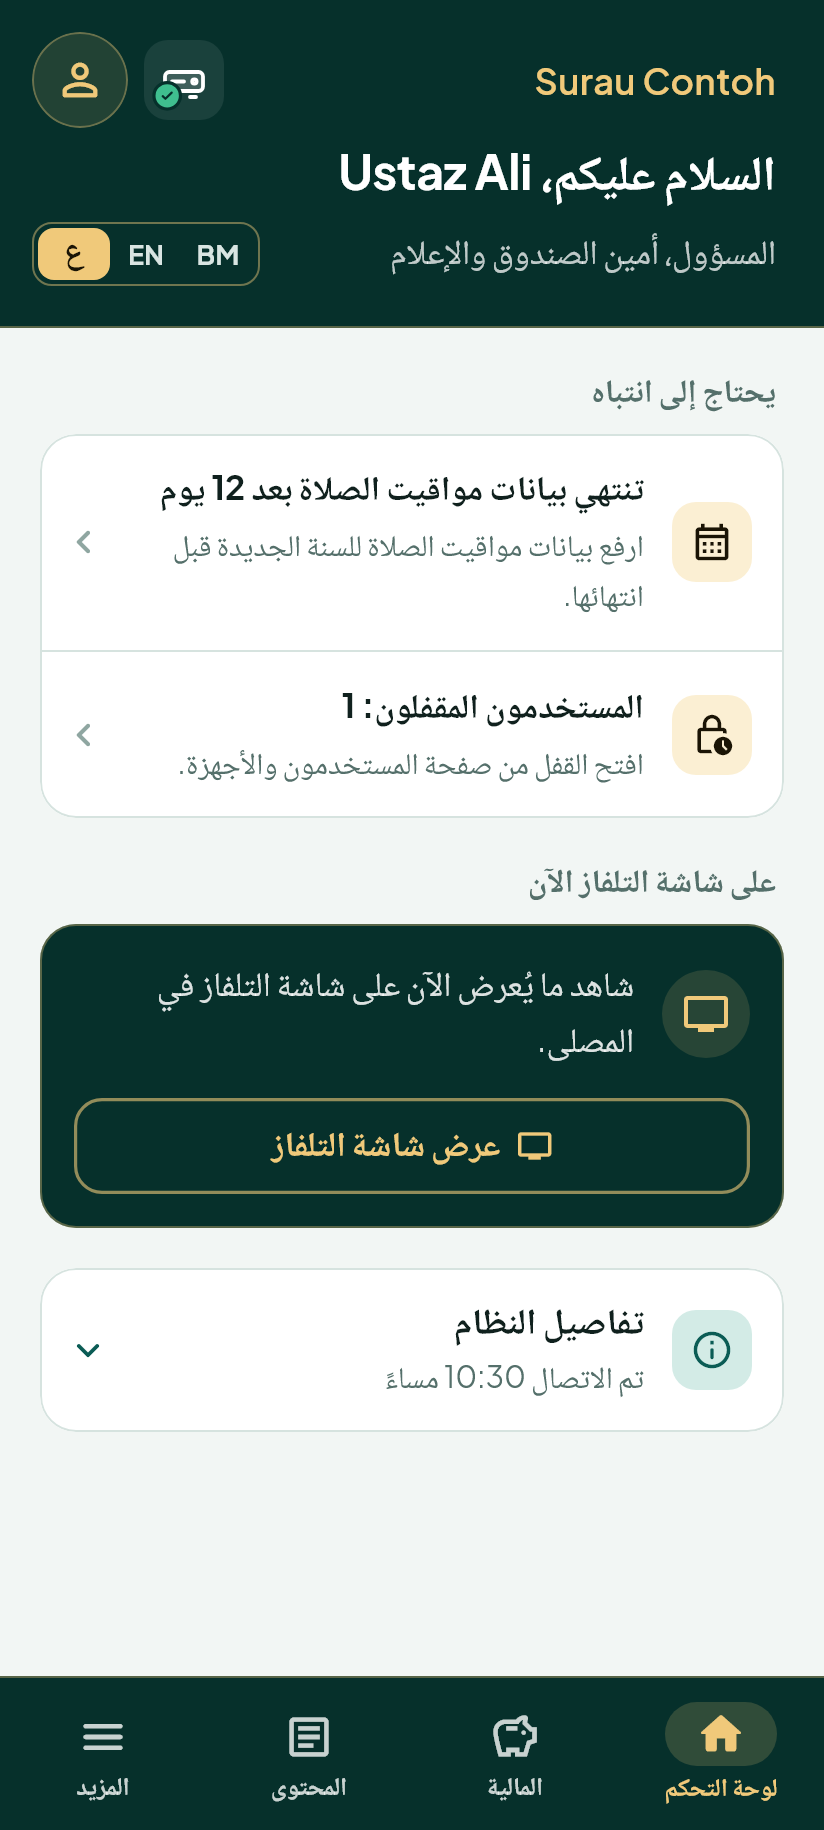 Surau Contoh
السلام عليكم، Ustaz Ali
المسؤول، أمين الصندوق والإعلام
BM EN ع
يحتاج إلى انتباه
تنتهي بيانات مواقيت الصلاة بعد 12 يوم
ارفع بيانات مواقيت الصلاة للسنة الجديدة قبل
انتهائها.
المستخدمون المقفلون: 1
افتح القفل من صفحة المستخدمون والأجهزة.
على شاشة التلفاز الآن
شاهد ما يُعرض الآن على شاشة التلفاز في
المصلى.
عرض شاشة التلفاز
تفاصيل النظام
تم الاتصال 10:30 مساءً
لوحة التحكم
المالية
المحتوى
المزيد